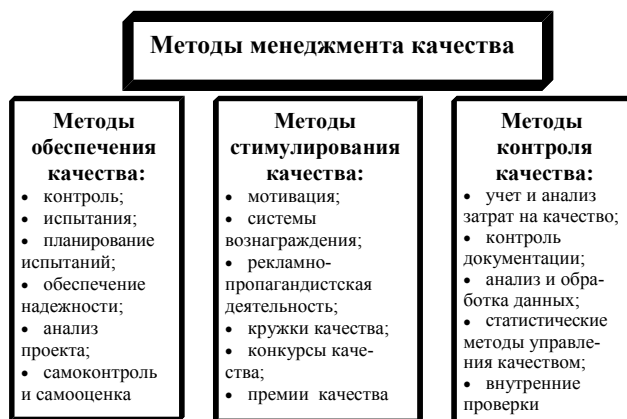 Методы менеджмента качества
Методы
обеспечения
качества:
• контроль;
• испытания;
• планирование
испытаний;
• обеспечение
надежности;
• анализ
проекта;
• самоконтроль
и самооценка
Методы
стимулирования
качества:
• мотивация;
• системы
вознаграждения;
• рекламно-
пропагандистская
деятельность;
• кружки качества;
• конкурсы каче-
ства;
• премии качества
Методы
контроля
качества:
• учет и анализ
затрат на качество;
• контроль
документации;
• анализ и обра-
ботка данных;
• статистические
методы управле-
ния качеством;
• внутренние
проверки